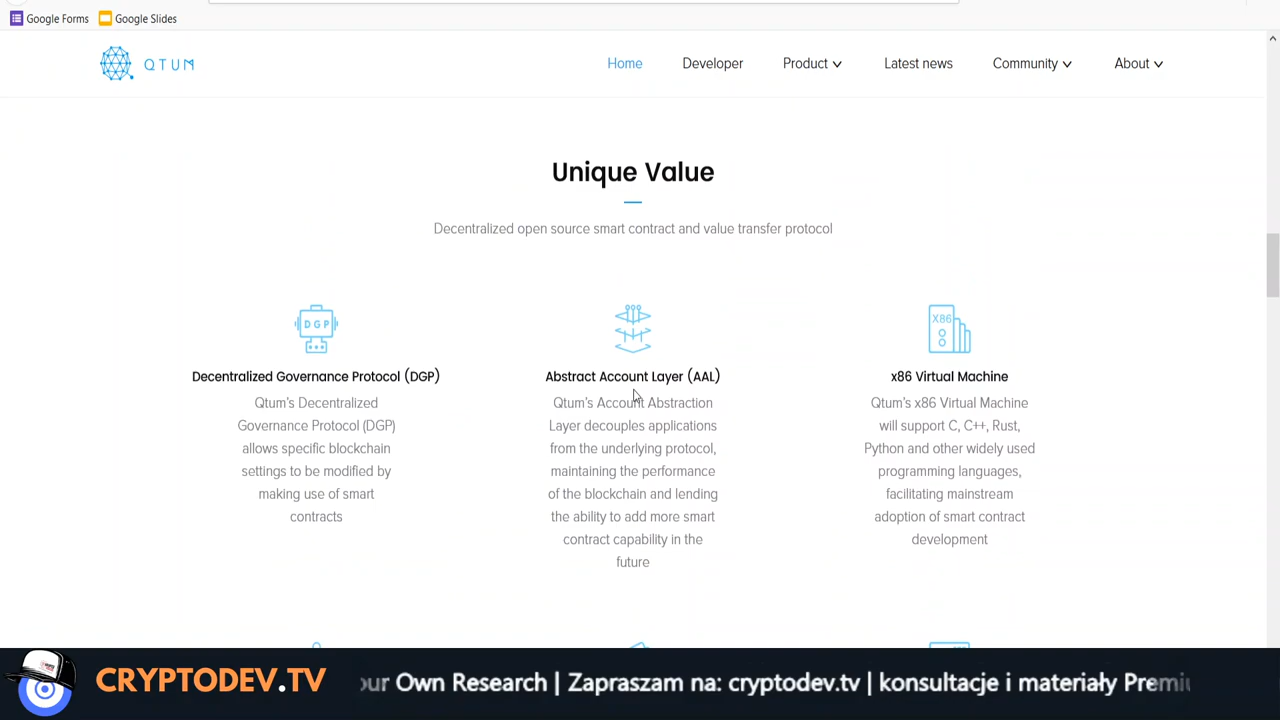 Google Forms Google Slides
QTUM Home Developer Product Latest news Community About
Unique Value
Decentralized open source smart contract and value transfer protocol
DGP
Decentralized Governance Protocol (DGP)
Qtum's Decentralized
Governance Protocol (DGP)
allows specific blockchain
settings to be modified by
making use of smart
contracts
Abstract Account Layer (AAL)
Qtum's Account Abstraction
Layer decouples applications
from the underlying protocol,
maintaining the performance
of the blockchain and lending
the ability to add more smart
contract capability in the
future
X86
x86 Virtual Machine
Qtum's x86 Virtual Machine
will support C, C++, Rust,
Python and other widely used
programming languages,
facilitating mainstream
adoption of smart contract
development
CRYPTODEV.TV our Own Research | Zapraszam na: cryptodev.tv | konsultacje i materiały Premiu